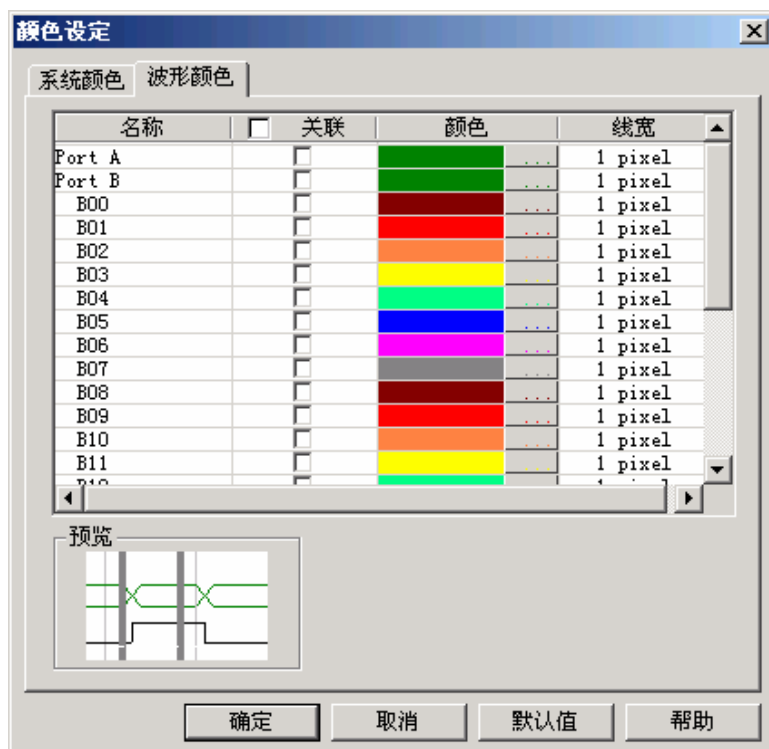 颜色设定
系统颜色 波形颜色
名称 关联 颜色 线宽
Port A ... 1 pixel
Port B ... 1 pixel
B00 ... 1 pixel
B01 ... 1 pixel
B02 ... 1 pixel
B03 ... 1 pixel
B04 ... 1 pixel
B05 ... 1 pixel
B06 ... 1 pixel
B07 ... 1 pixel
B08 ... 1 pixel
B09 ... 1 pixel
B10 ... 1 pixel
B11 ... 1 pixel
预览
确定 取消 默认值 帮助